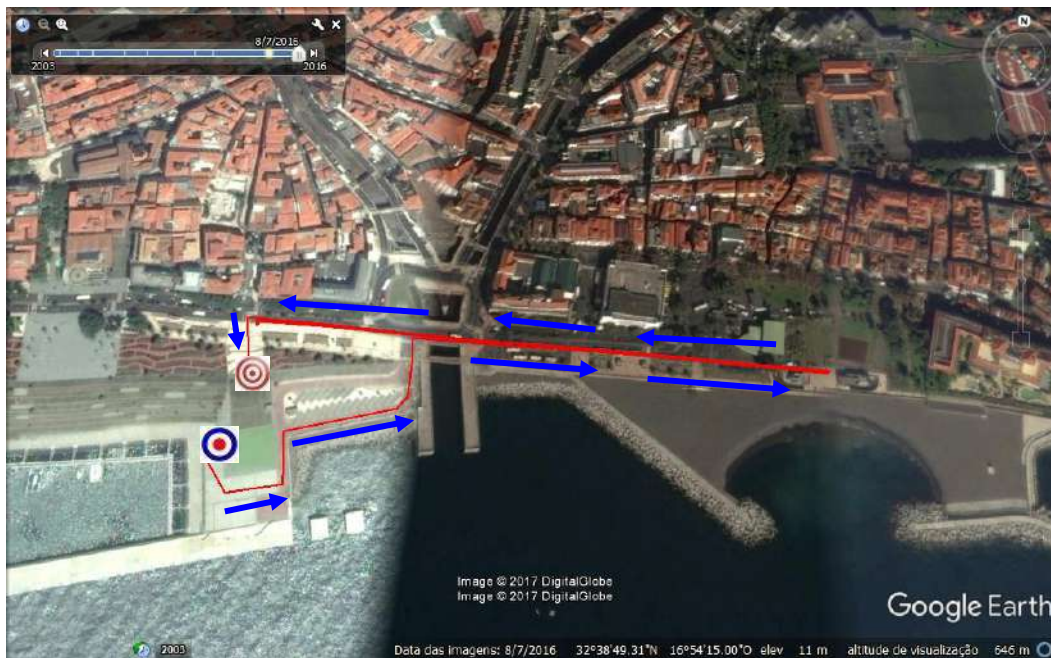 N
8/7/2016
2003
2016
Image © 2017 DigitalGlobe
Image © 2017 DigitalGlobe
Google Earth
2003
Data das imagens: 8/7/2016 32°38'49.31"N 16°54'15.00"O elev 11 m altitude de visualização 646 m